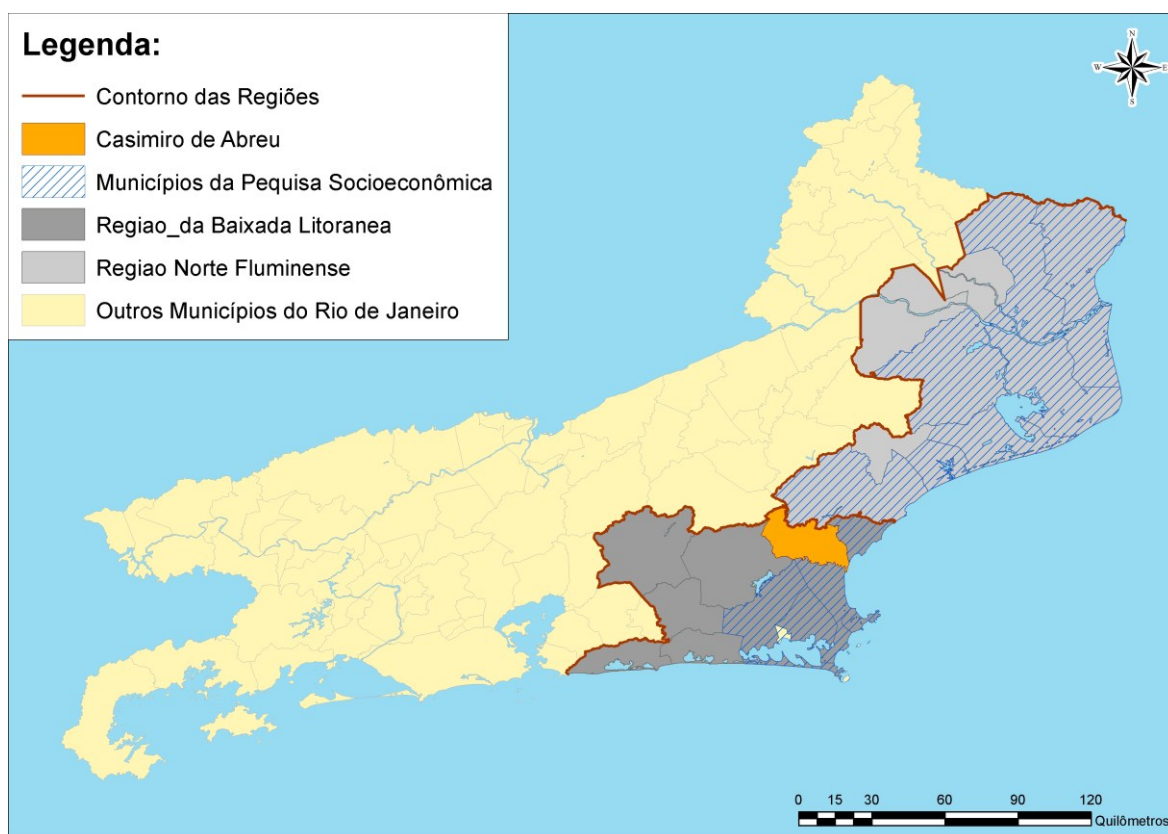 Legenda:
Contorno das Regiões
Casimiro de Abreu
Municípios da Pequisa Socioeconômica
Regiao_da Baixada Litoranea
Regiao Norte Fluminense
Outros Municípios do Rio de Janeiro
N
W E
S
0 15 30 60 90 120
Quilômetros